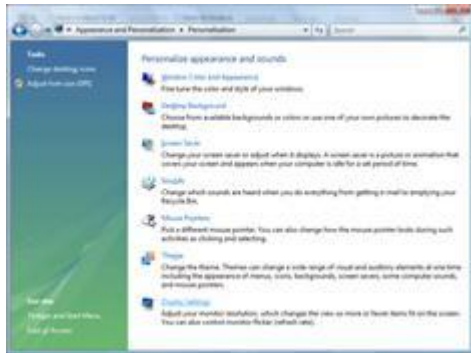 Appearance and Personalization ▸ Personalization
Tasks
Change desktop icons
Adjust font size (DPI)
Personalize appearance and sounds
Window Color and Appearance
Fine tune the color and style of your windows.
Desktop Background
Choose from available backgrounds or colors or use one of your own pictures to decorate the
desktop.
Screen Saver
Change your screen saver or adjust when it displays. A screen saver is a picture or animation that
covers your screen and appears when your computer is idle for a set period of time.
Sounds
Change which sounds are heard when you do everything from getting e-mail to emptying your
Recycle Bin.
Mouse Pointers
Pick a different mouse pointer. You can also change how the mouse pointer looks during such
activities as clicking and selecting.
Theme
Change the theme. Themes can change a wide range of visual and auditory elements at one time
including the appearance of menus, icons, backgrounds, screen savers, some computer sounds,
and mouse pointers.
Display Settings
Adjust your monitor resolution, which changes the view so more or fewer items fit on the screen.
You can also control monitor flicker (refresh rate).
See also
Taskbar and Start Menu
Ease of Access